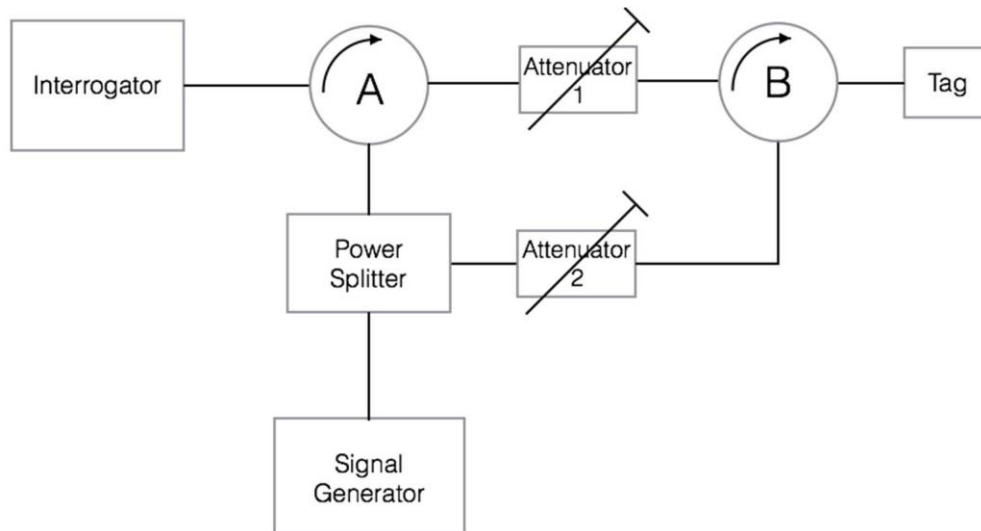 Interrogator
A
Attenuator
1
B
Tag
Power
Splitter
Attenuator
2
Signal
Generator